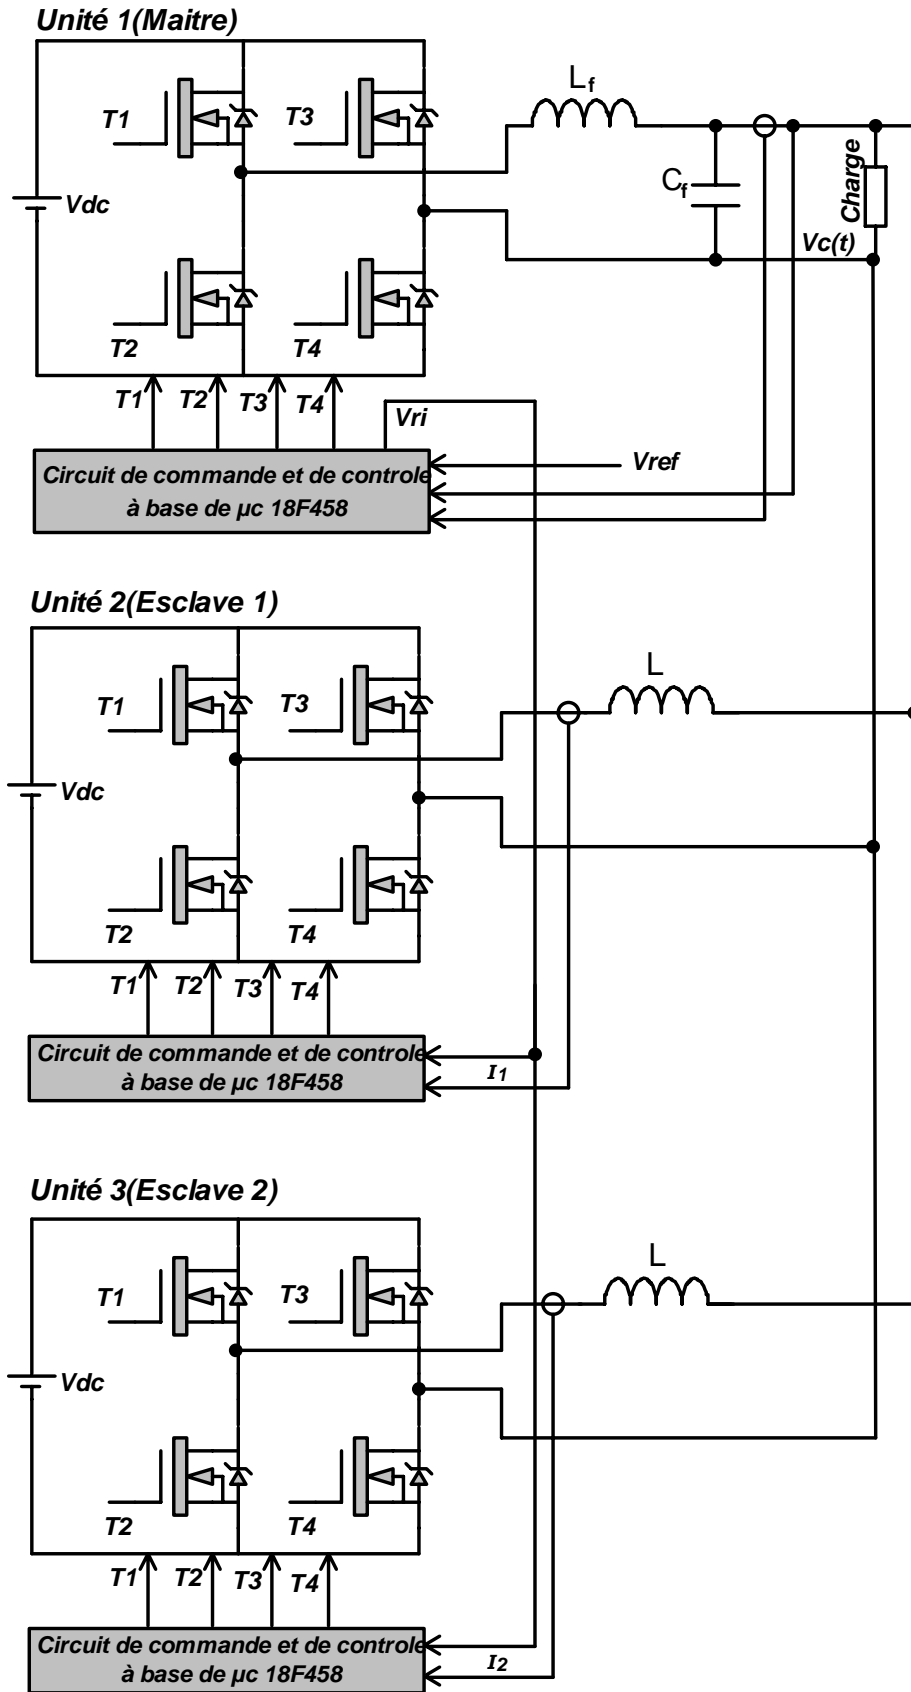 Unité 1(Maitre)
Lf
T1
T3
Cf
Charge
Vdc
Vc(t)
T2
T4
T1 T2 T3 T4
Vri
Vref
Circuit de commande et de controle
à base de µc 18F458
Unité 2(Esclave 1)
L
T1
T3
Vdc
T2
T4
T1 T2 T3 T4
Circuit de commande et de controle
à base de µc 18F458
I1
Unité 3(Esclave 2)
L
T1
T3
Vdc
T2
T4
T1 T2 T3 T4
Circuit de commande et de controle
à base de µc 18F458
I2